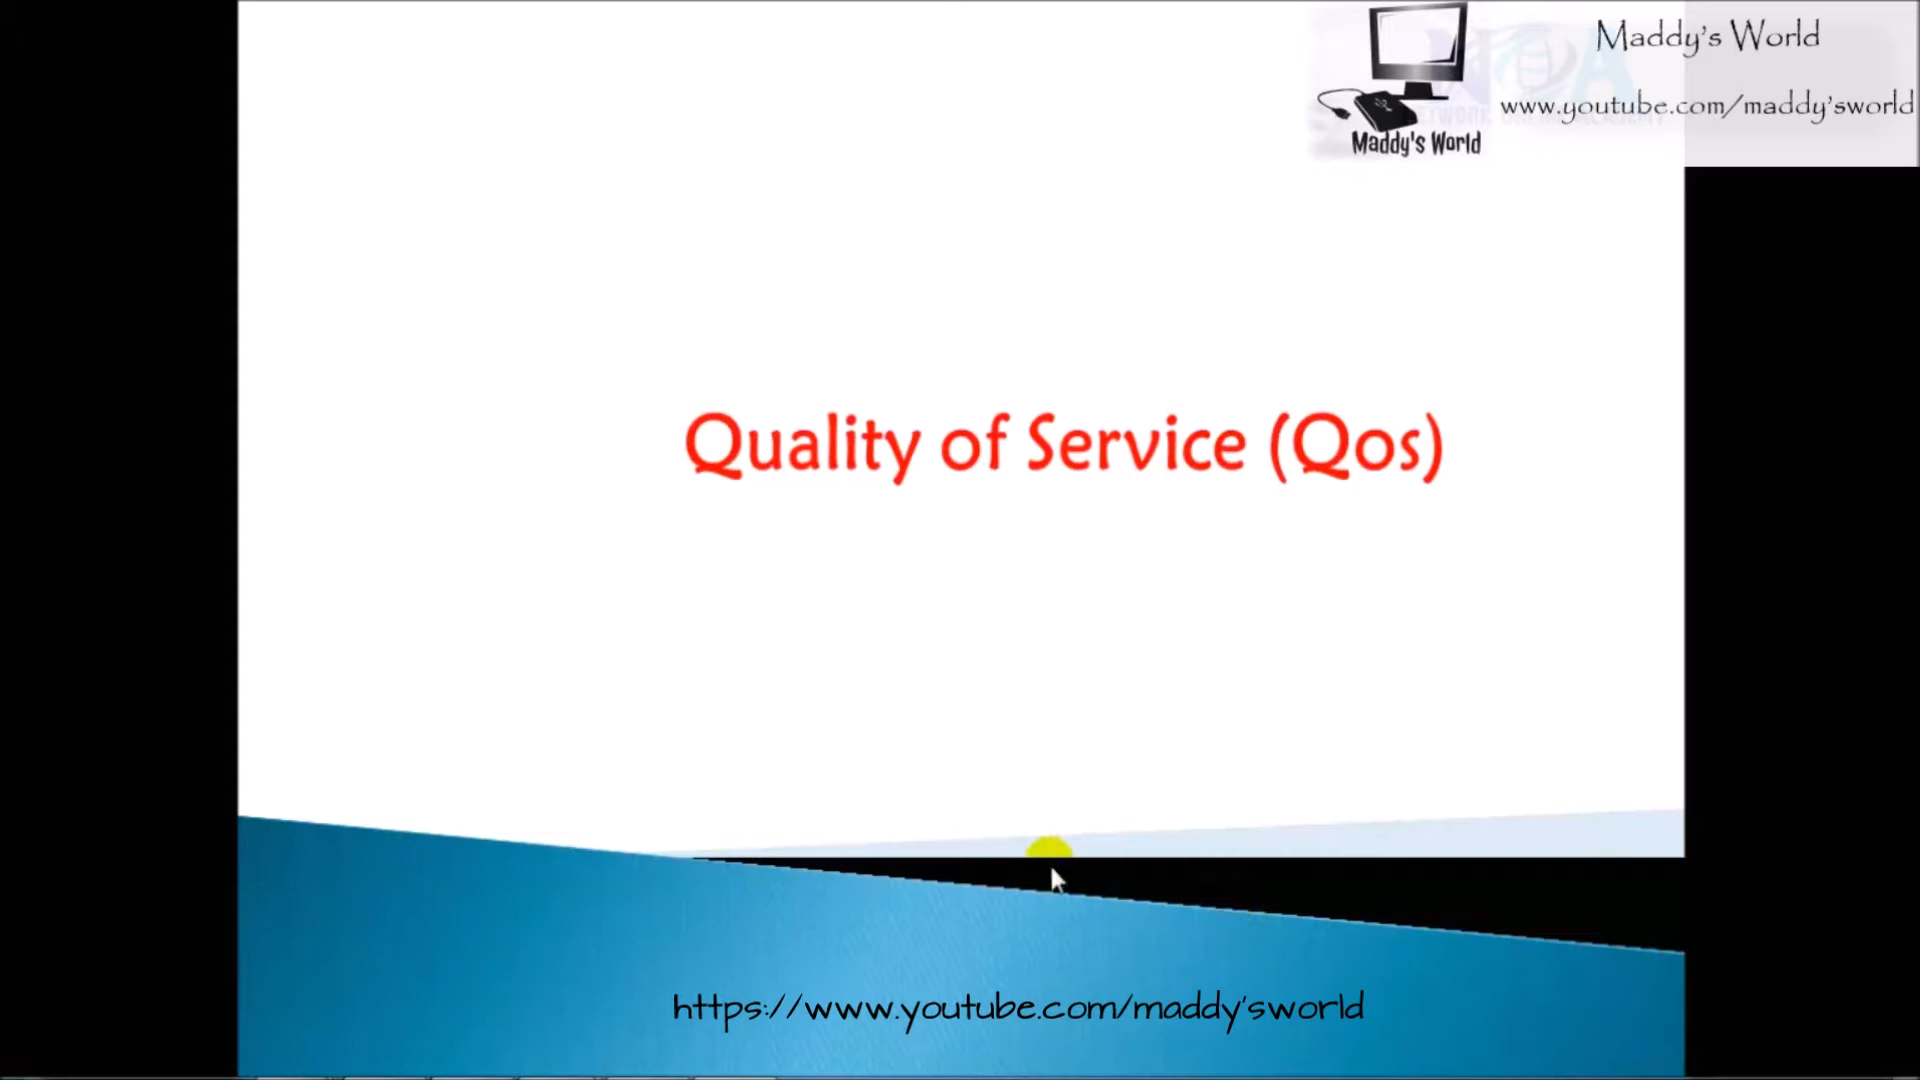 Maddy's World
www.youtube.com/maddy'sworld
Maddy's World
Quality of Service (Qos)
https://www.youtube.com/maddy'sworld